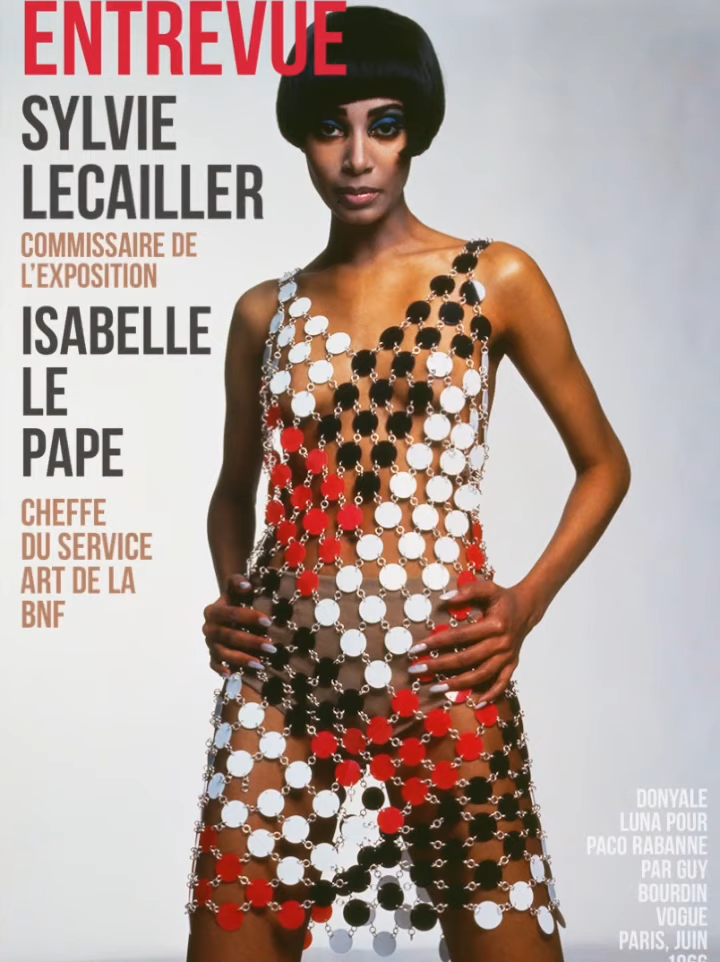 ENTREVUE
SYLVIE
LECAILLER
COMMISSAIRE DE
L'EXPOSITION
ISABELLE
LE
PAPE
CHEFFE
DU SERVICE
ART DE LA
BNF
DONYALE
LUNA POUR
PACO RABANNE
PAR GUY
BOURDIN
VOGUE
PARIS, JUIN
1966